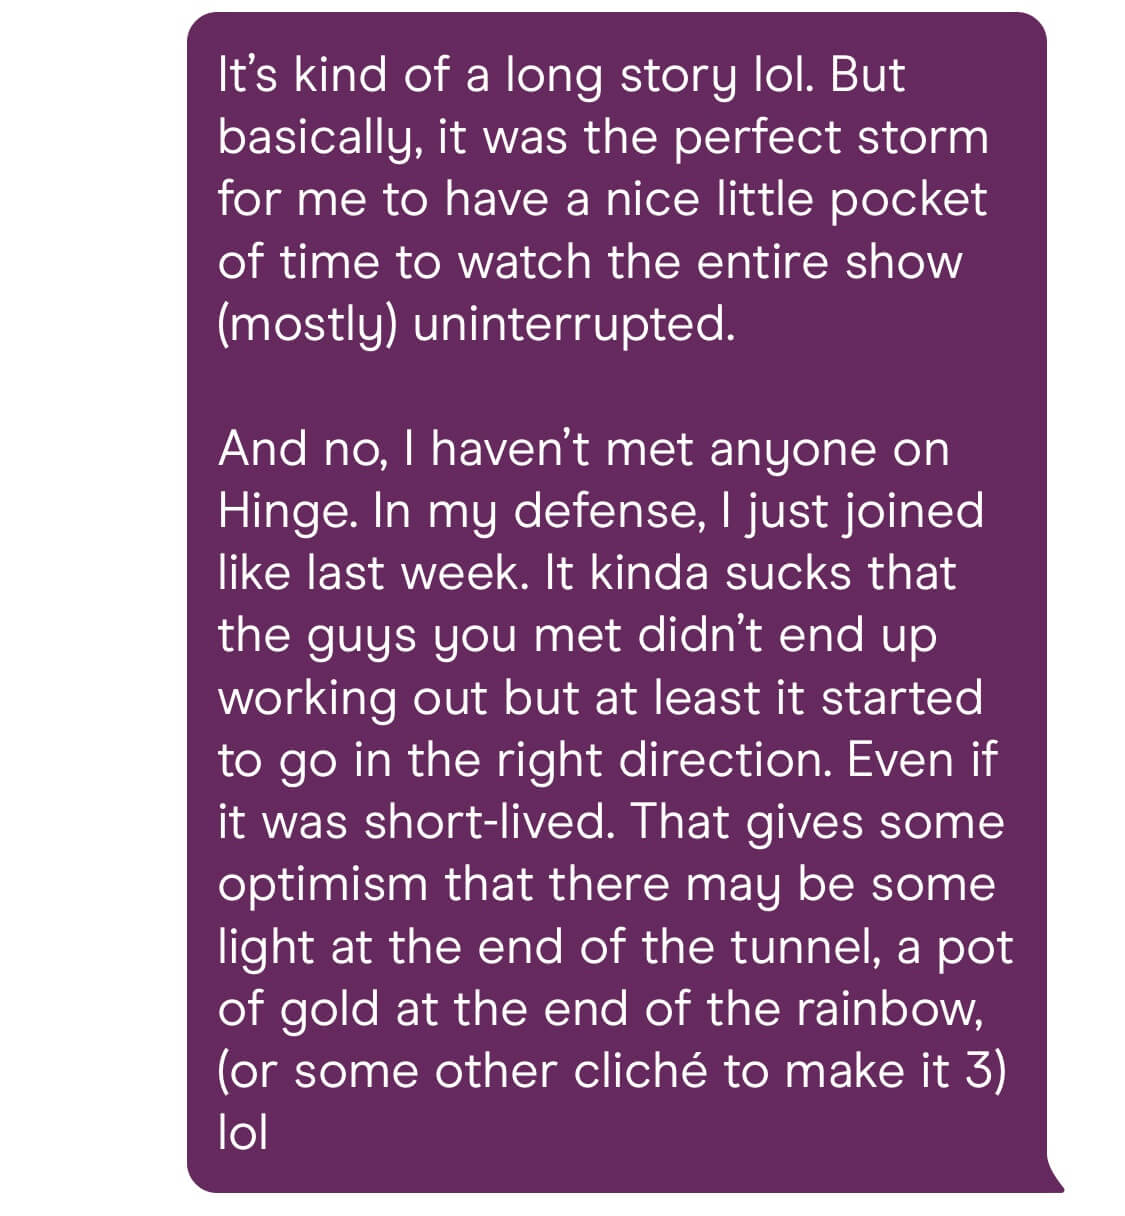 It’s kind of a long story lol. But
basically, it was the perfect storm
for me to have a nice little pocket
of time to watch the entire show
(mostly) uninterrupted.
And no, I haven’t met anyone on
Hinge. In my defense, I just joined
like last week. It kinda sucks that
the guys you met didn’t end up
working out but at least it started
to go in the right direction. Even if
it was short-lived. That gives some
optimism that there may be some
light at the end of the tunnel, a pot
of gold at the end of the rainbow,
(or some other cliché to make it 3)
lol